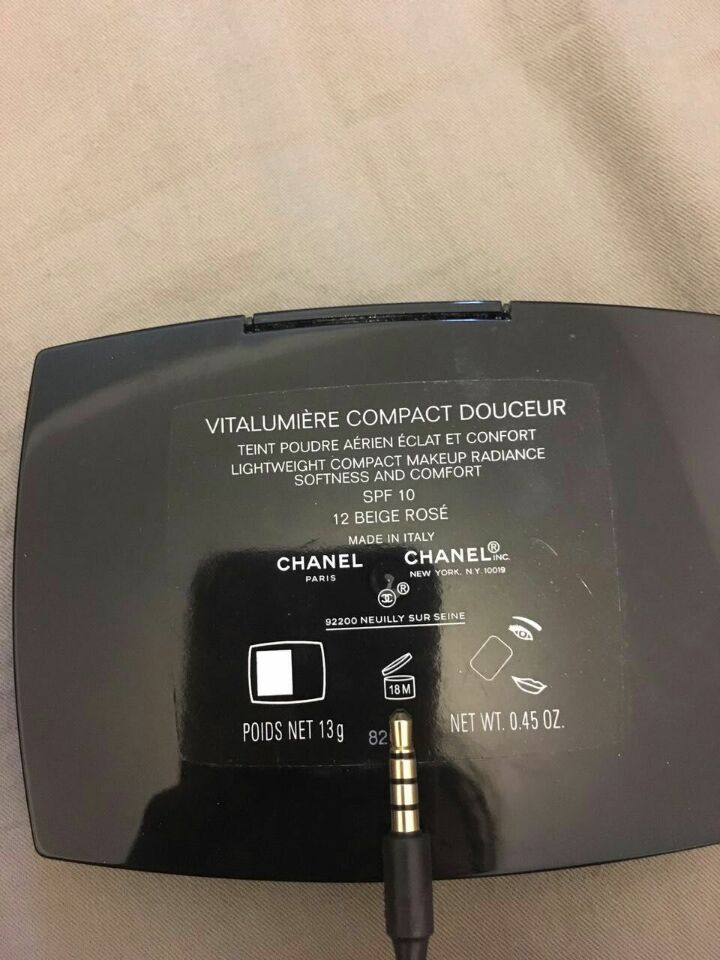 VITALUMIÈRE COMPACT DOUCEUR
TEINT POUDRE AÉRIEN ÉCLAT ET CONFORT
LIGHTWEIGHT COMPACT MAKEUP RADIANCE
SOFTNESS AND COMFORT
SPF 10
12 BEIGE ROSÉ
MADE IN ITALY
CHANEL CHANEL® INC.
PARIS NEW YORK, N.Y. 10019
®
92200 NEUILLY SUR SEINE
18 M
POIDS NET 13g 82 NET WT. 0.45 OZ.